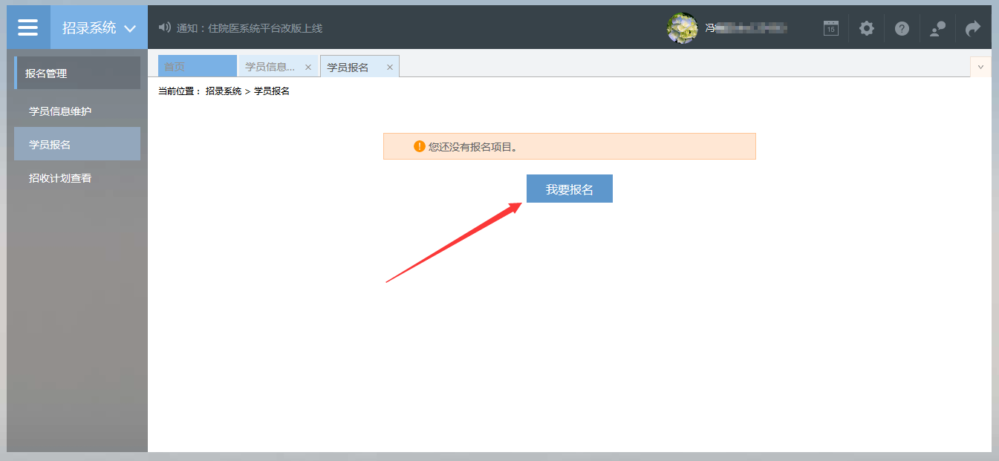 招录系统
通知：住院医系统平台改版上线
冯
15
报名管理
学员信息维护
学员报名
招收计划查看
首页
学员信息...
学员报名
当前位置： 招录系统 > 学员报名
您还没有报名项目。
我要报名